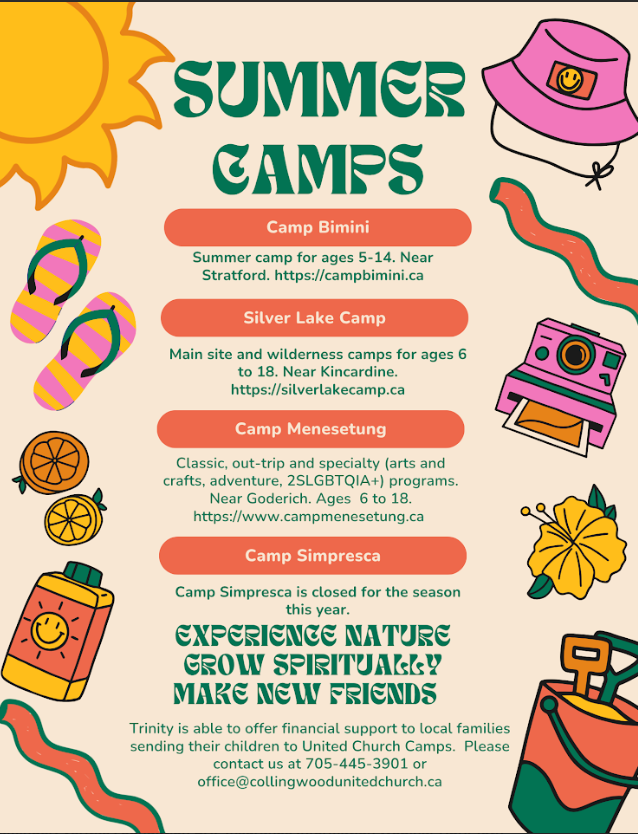 SUMMER
CAMPS
Camp Bimini
Summer camp for ages 5-14. Near
Stratford. https://campbimini.ca
Silver Lake Camp
Main site and wilderness camps for ages 6
to 18. Near Kincardine.
https://silverlakecamp.ca
Camp Menesetung
Classic, out-trip and specialty (arts and
crafts, adventure, 2SLGBTQIA+) programs.
Near Goderich. Ages 6 to 18.
https://www.campmenesetung.ca
Camp Simpresca
Camp Simpresca is closed for the season
this year.
EXPERIENCE NATURE
GROW SPIRITUALLY
MAKE NEW FRIENDS
Trinity is able to offer financial support to local families
sending their children to United Church Camps. Please
contact us at 705-445-3901 or
office@collingwoodunitedchurch.ca